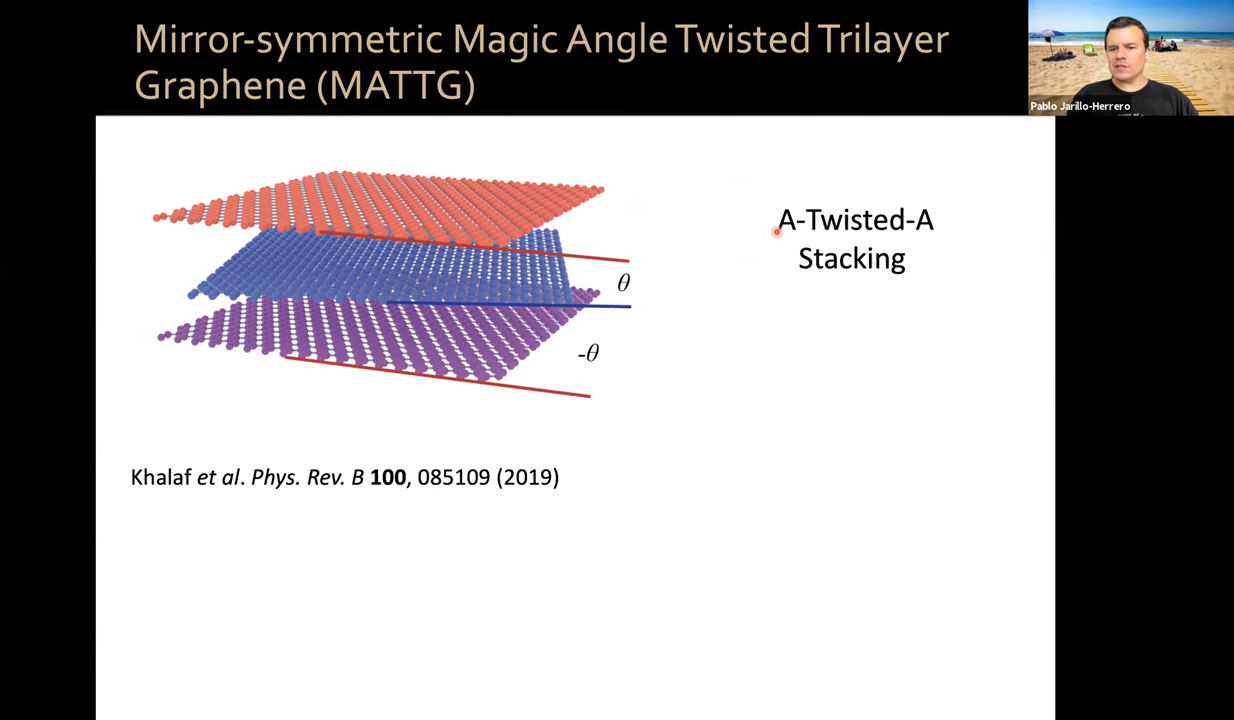 Mirror-symmetric Magic Angle Twisted Trilayer
Graphene (MATTG)
Pablo Jarillo-Herrero
A-Twisted-A
Stacking
θ
-θ
Khalaf et al. Phys. Rev. B 100, 085109 (2019)